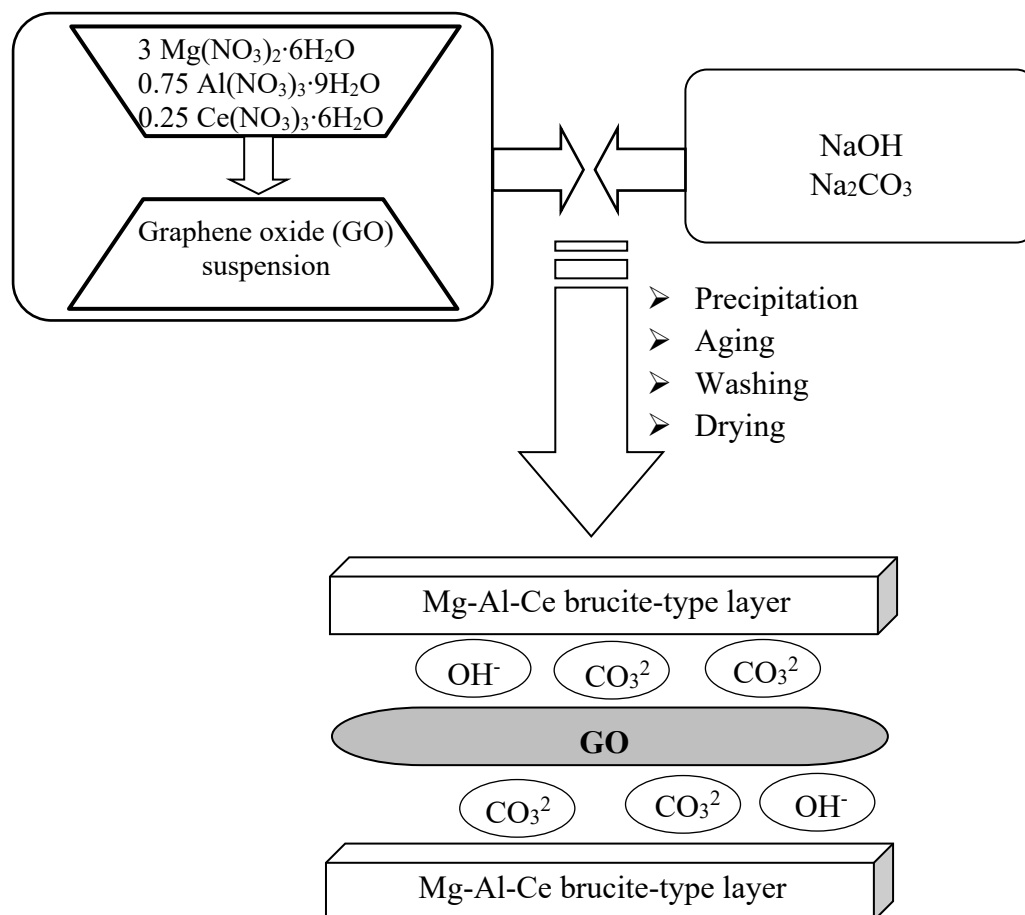 3 Mg(NO₃)₂·6H₂O
0.75 Al(NO₃)₃·9H₂O
0.25 Ce(NO₃)₃·6H₂O
Graphene oxide (GO)
suspension
NaOH
Na₂CO₃
➢ Precipitation
➢ Aging
➢ Washing
➢ Drying
Mg-Al-Ce brucite-type layer
OH⁻ CO₃² CO₃²
GO
CO₃² CO₃² OH⁻
Mg-Al-Ce brucite-type layer